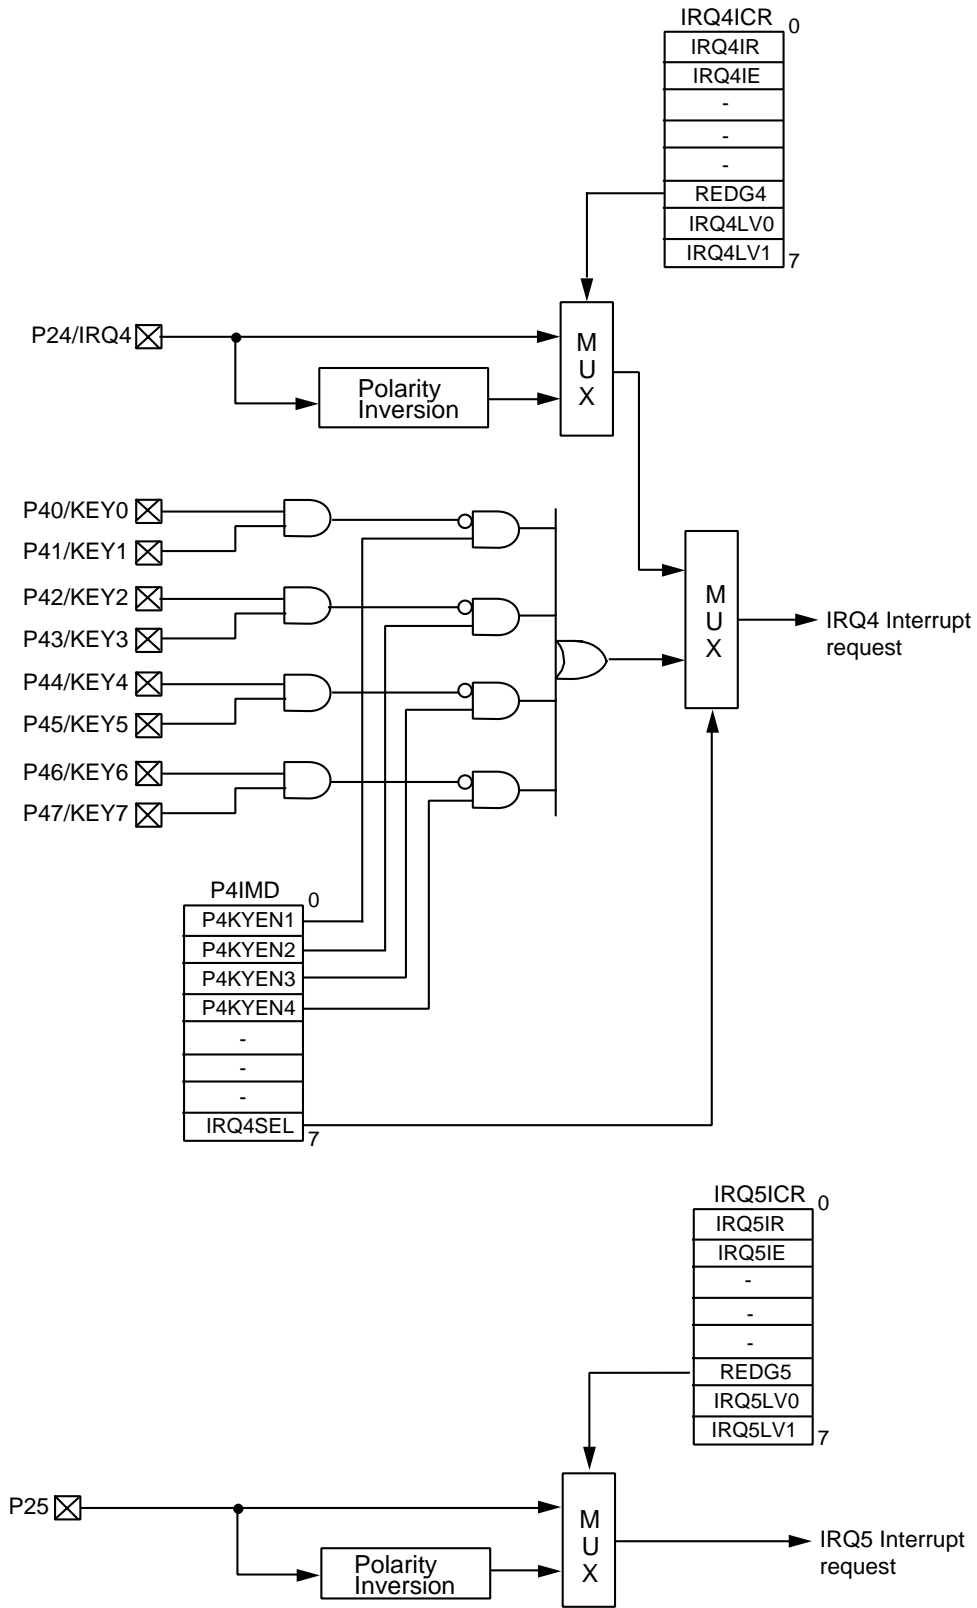 IRQ4ICR
0
IRQ4IR
IRQ4IE
-
-
-
REDG4
IRQ4LV0
IRQ4LV1
7
P24/IRQ4
Polarity
Inversion
M
U
X
P40/KEY0
P41/KEY1
P42/KEY2
P43/KEY3
P44/KEY4
P45/KEY5
P46/KEY6
P47/KEY7
M
U
X
IRQ4 Interrupt
request
P4IMD
0
P4KYEN1
P4KYEN2
P4KYEN3
P4KYEN4
-
-
-
IRQ4SEL
7
IRQ5ICR
0
IRQ5IR
IRQ5IE
-
-
-
REDG5
IRQ5LV0
IRQ5LV1
7
P25
Polarity
Inversion
M
U
X
IRQ5 Interrupt
request